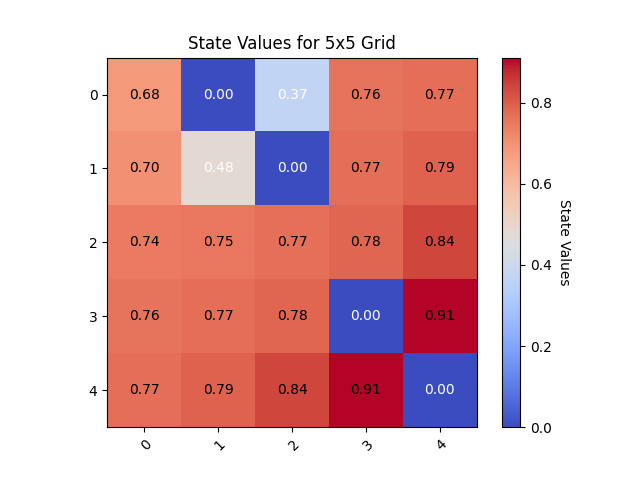 State Values for 5x5 Grid
0 0.68 0.00 0.37 0.76 0.77
1 0.70 0.48 0.00 0.77 0.79
2 0.74 0.75 0.77 0.78 0.84
3 0.76 0.77 0.78 0.00 0.91
4 0.77 0.79 0.84 0.91 0.00
0 1 2 3 4
0.8
0.6
0.4
0.2
0.0
State Values